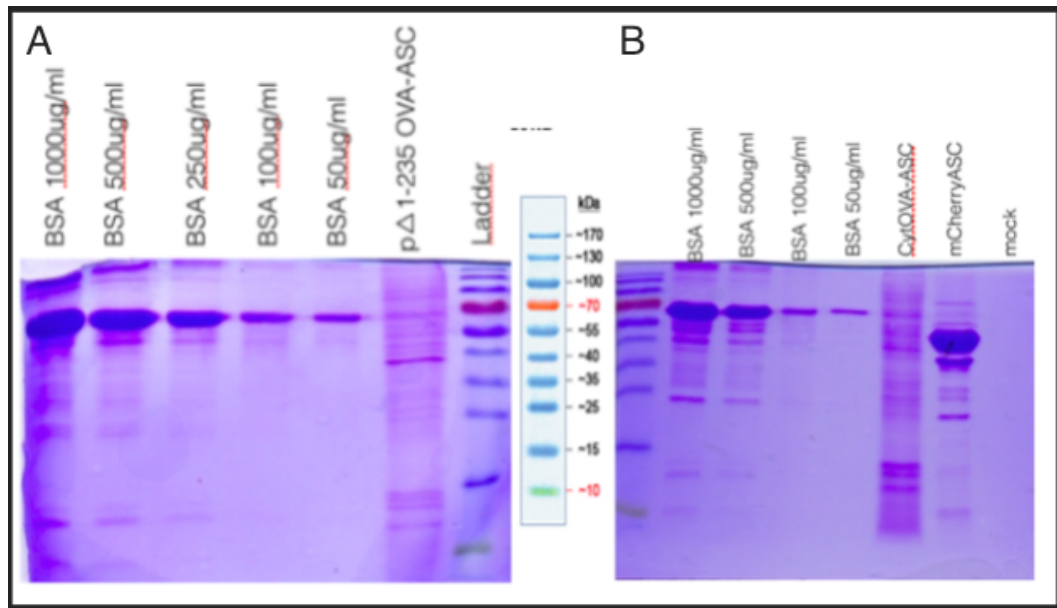 A
BSA 1000ug/ml
BSA 500ug/ml
BSA 250ug/ml
BSA 100ug/ml
BSA 50ug/ml
pΔ1-235 OVA-ASC
Ladder
kDa
~170
~130
~100
~70
~55
~40
~35
~25
~15
~10
B
BSA 1000ug/ml
BSA 500ug/ml
BSA 100ug/ml
BSA 50ug/ml
CytOVA-ASC
mCherryASC
mock